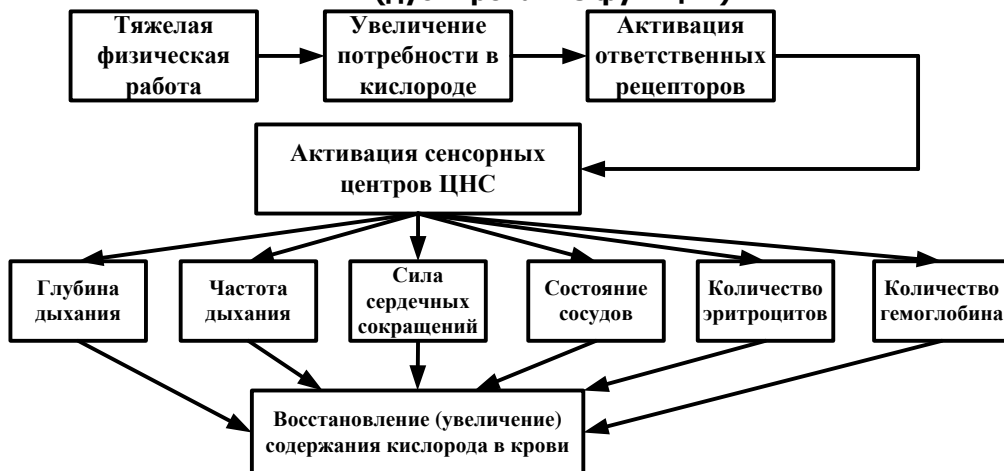 Тяжелая
физическая
работа
Увеличение
потребности в
кислороде
Активация
ответственных
рецепторов
Активация сенсорных
центров ЦНС
Глубина
дыхания
Частота
дыхания
Сила
сердечных
сокращений
Состояние
сосудов
Количество
эритроцитов
Количество
гемоглобина
Восстановление (увеличение)
содержания кислорода в крови